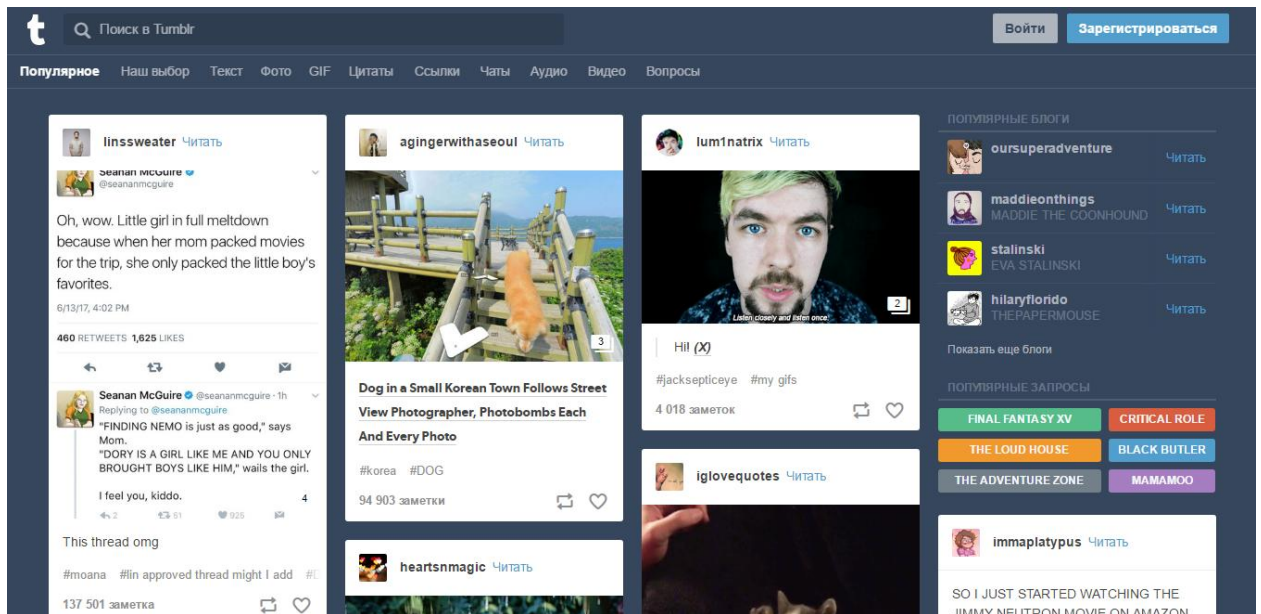 t
Поиск в Tumblr
Войти
Зарегистрироваться
Популярное Наш выбор Текст Фото GIF Цитаты Ссылки Чаты Аудио Видео Вопросы
linssweater Читать
Seanan McGuire
@seananmcguire
Oh, wow. Little girl in full meltdown
because when her mom packed movies
for the trip, she only packed the little boy's
favorites.
6/13/17, 4:02 PM
460 RETWEETS 1,625 LIKES
Seanan McGuire @seananmcguire · 1h
Replying to @seananmcguire
"FINDING NEMO is just as good," says
Mom.
"DORY IS A GIRL LIKE ME AND YOU ONLY
BROUGHT BOYS LIKE HIM," wails the girl.
I feel you, kiddo.
4
2 61 925
This thread omg
#moana #lin approved thread might I add
137 501 заметка
agingerwithaseoul Читать
3
Dog in a Small Korean Town Follows Street
View Photographer, Photobombs Each
And Every Photo
#korea #DOG
94 903 заметки
heartsnmagic Читать
lum1natrix Читать
Listen closely and listen once.
2
Hi! (X)
#jacksepticeye #my gifs
4 018 заметок
iglovequotes Читать
ПОПУЛЯРНЫЕ БЛОГИ
oursuperadventure
Читать
maddieonthings
MADDIE THE COONHOUND
Читать
stalinski
EVA STALINSKI
Читать
hilaryflorido
THEPAPERMOUSE
Читать
Показать еще блоги
ПОПУЛЯРНЫЕ ЗАПРОСЫ
FINAL FANTASY XV CRITICAL ROLE
THE LOUD HOUSE BLACK BUTLER
THE ADVENTURE ZONE MAMAMOO
immaplatypus Читать
SO I JUST STARTED WATCHING THE
JIMMY NEUTRON MOVIE ON AMAZON